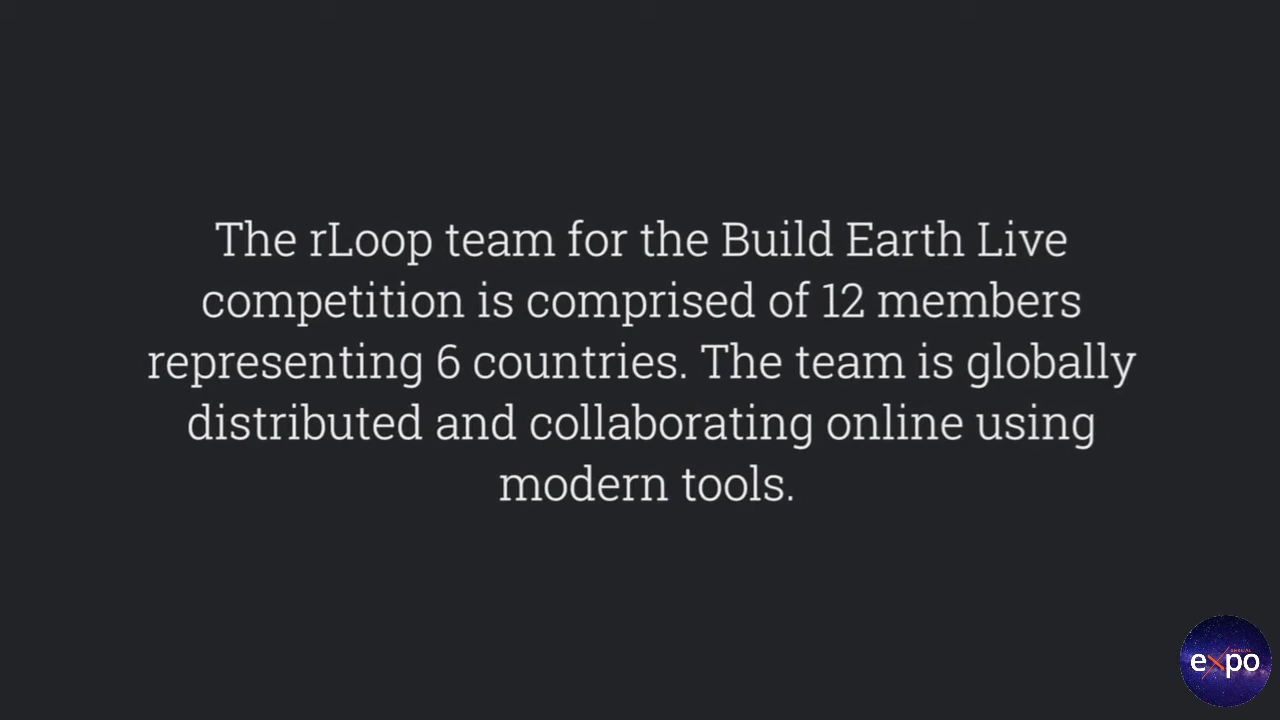 The rLoop team for the Build Earth Live
competition is comprised of 12 members
representing 6 countries. The team is globally
distributed and collaborating online using
modern tools.
expo